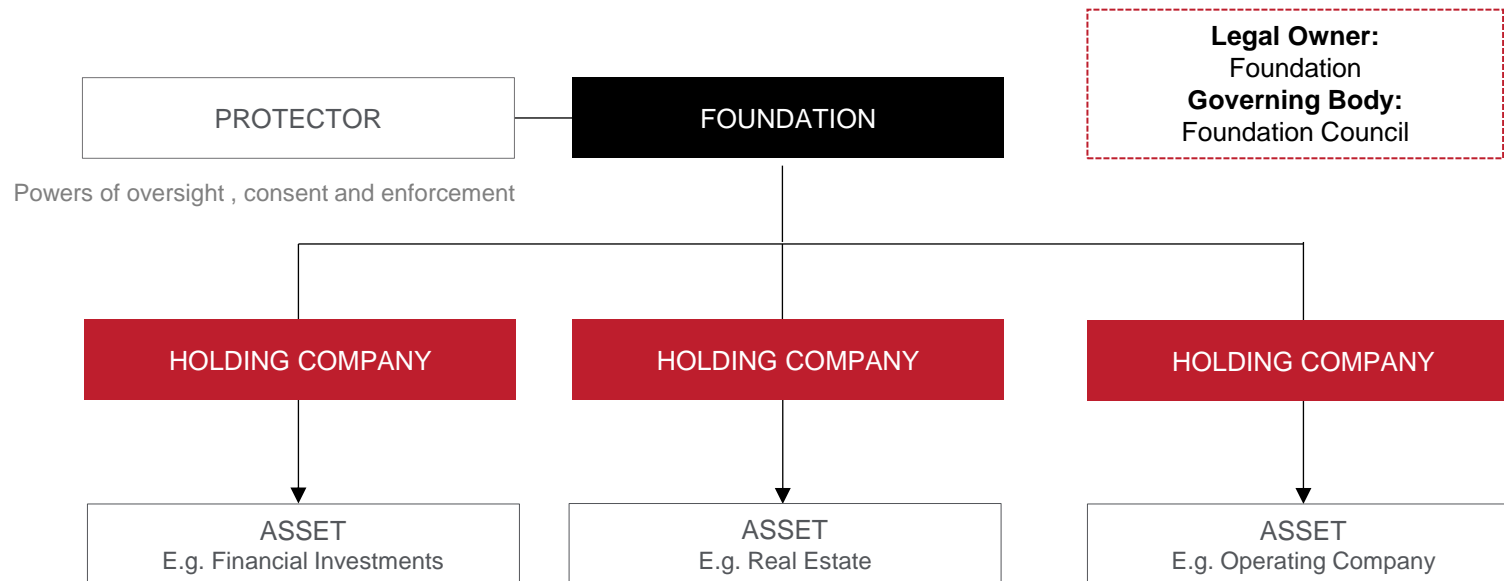 Legal Owner:
Foundation
Governing Body:
Foundation Council
PROTECTOR
FOUNDATION
Powers of oversight , consent and enforcement
HOLDING COMPANY
HOLDING COMPANY
HOLDING COMPANY
ASSET
E.g. Financial Investments
ASSET
E.g. Real Estate
ASSET
E.g. Operating Company